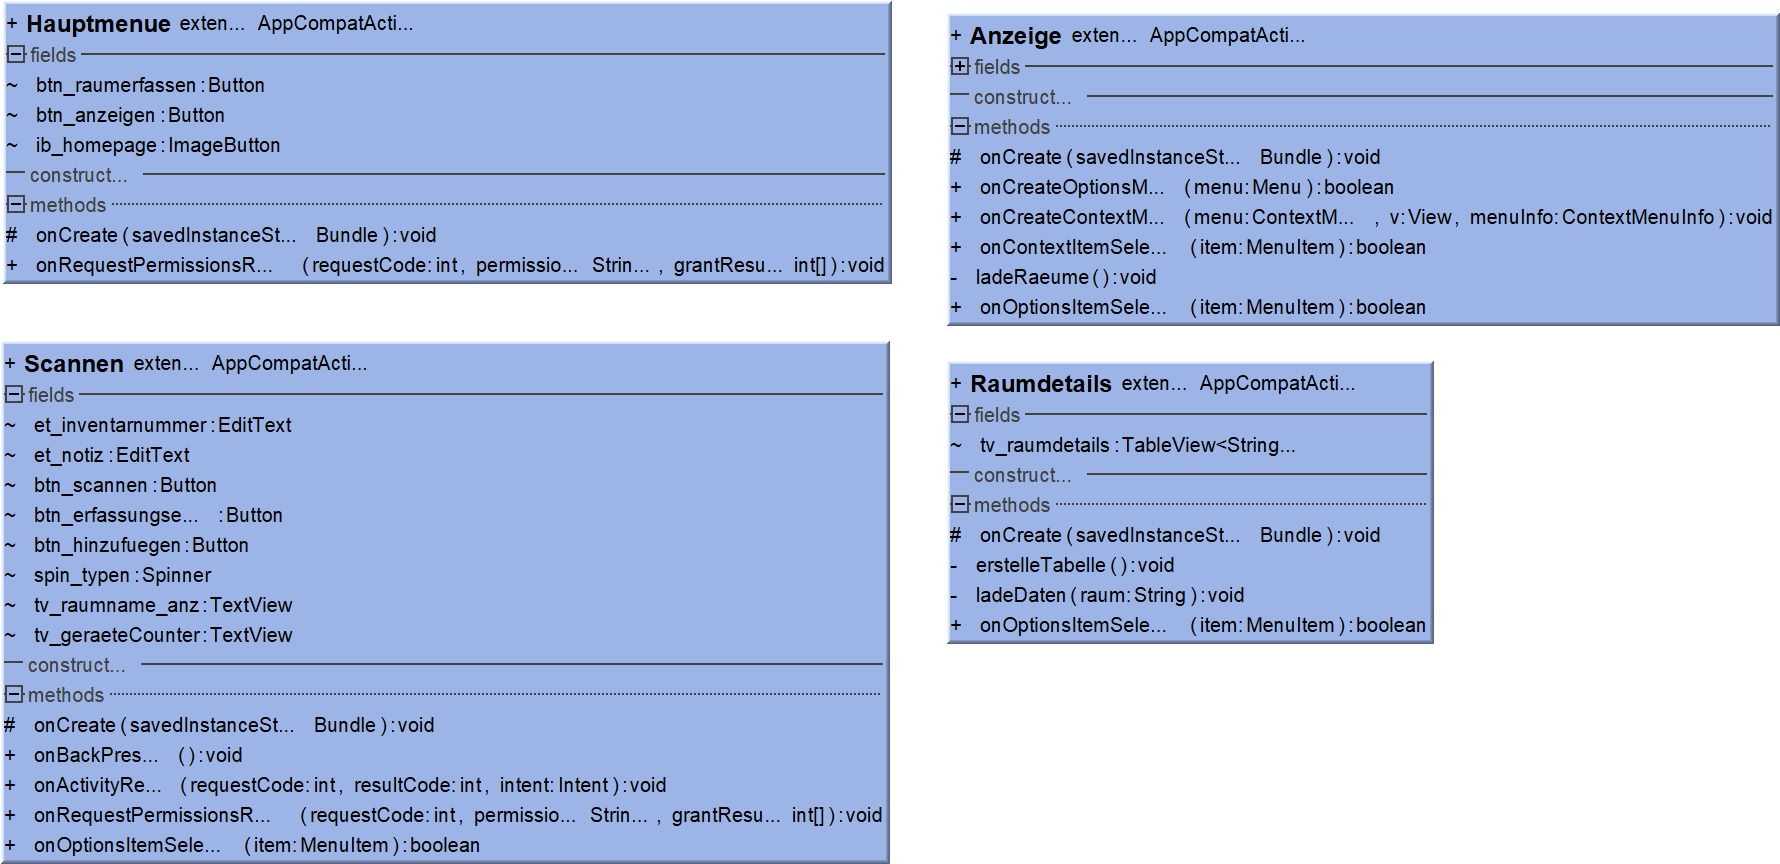 + Hauptmenue exten... AppCompatActi...
fields
~ btn_raumerfassen : Button
~ btn_anzeigen : Button
~ ib_homepage : ImageButton
construct...
methods
# onCreate ( savedInstanceSt... Bundle ) : void
+ onRequestPermissionsR... ( requestCode: int , permissio... Strin... , grantResu... int[] ) : void
+ Scannen exten... AppCompatActi...
fields
~ et_inventarnummer : EditText
~ et_notiz : EditText
~ btn_scannen : Button
~ btn_erfassungse... : Button
~ btn_hinzufuegen : Button
~ spin_typen : Spinner
~ tv_raumname_anz : TextView
~ tv_geraeteCounter : TextView
construct...
methods
# onCreate ( savedInstanceSt... Bundle ) : void
+ onBackPres... ( ) : void
+ onActivityRe... ( requestCode: int , resultCode: int , intent: Intent ) : void
+ onRequestPermissionsR... ( requestCode: int , permissio... Strin... , grantResu... int[] ) : void
+ onOptionsItemSele... ( item: MenuItem ) : boolean
+ Anzeige exten... AppCompatActi...
fields
construct...
methods
# onCreate ( savedInstanceSt... Bundle ) : void
+ onCreateOptionsM... ( menu: Menu ) : boolean
+ onCreateContextM... ( menu: ContextM... , v: View , menuInfo: ContextMenuInfo ) : void
+ onContextItemSele... ( item: MenuItem ) : boolean
- ladeRaeume ( ) : void
+ onOptionsItemSele... ( item: MenuItem ) : boolean
+ Raumdetails exten... AppCompatActi...
fields
~ tv_raumdetails : TableView<String...
construct...
methods
# onCreate ( savedInstanceSt... Bundle ) : void
- erstelleTabelle ( ) : void
- ladeDaten ( raum: String ) : void
+ onOptionsItemSele... ( item: MenuItem ) : boolean